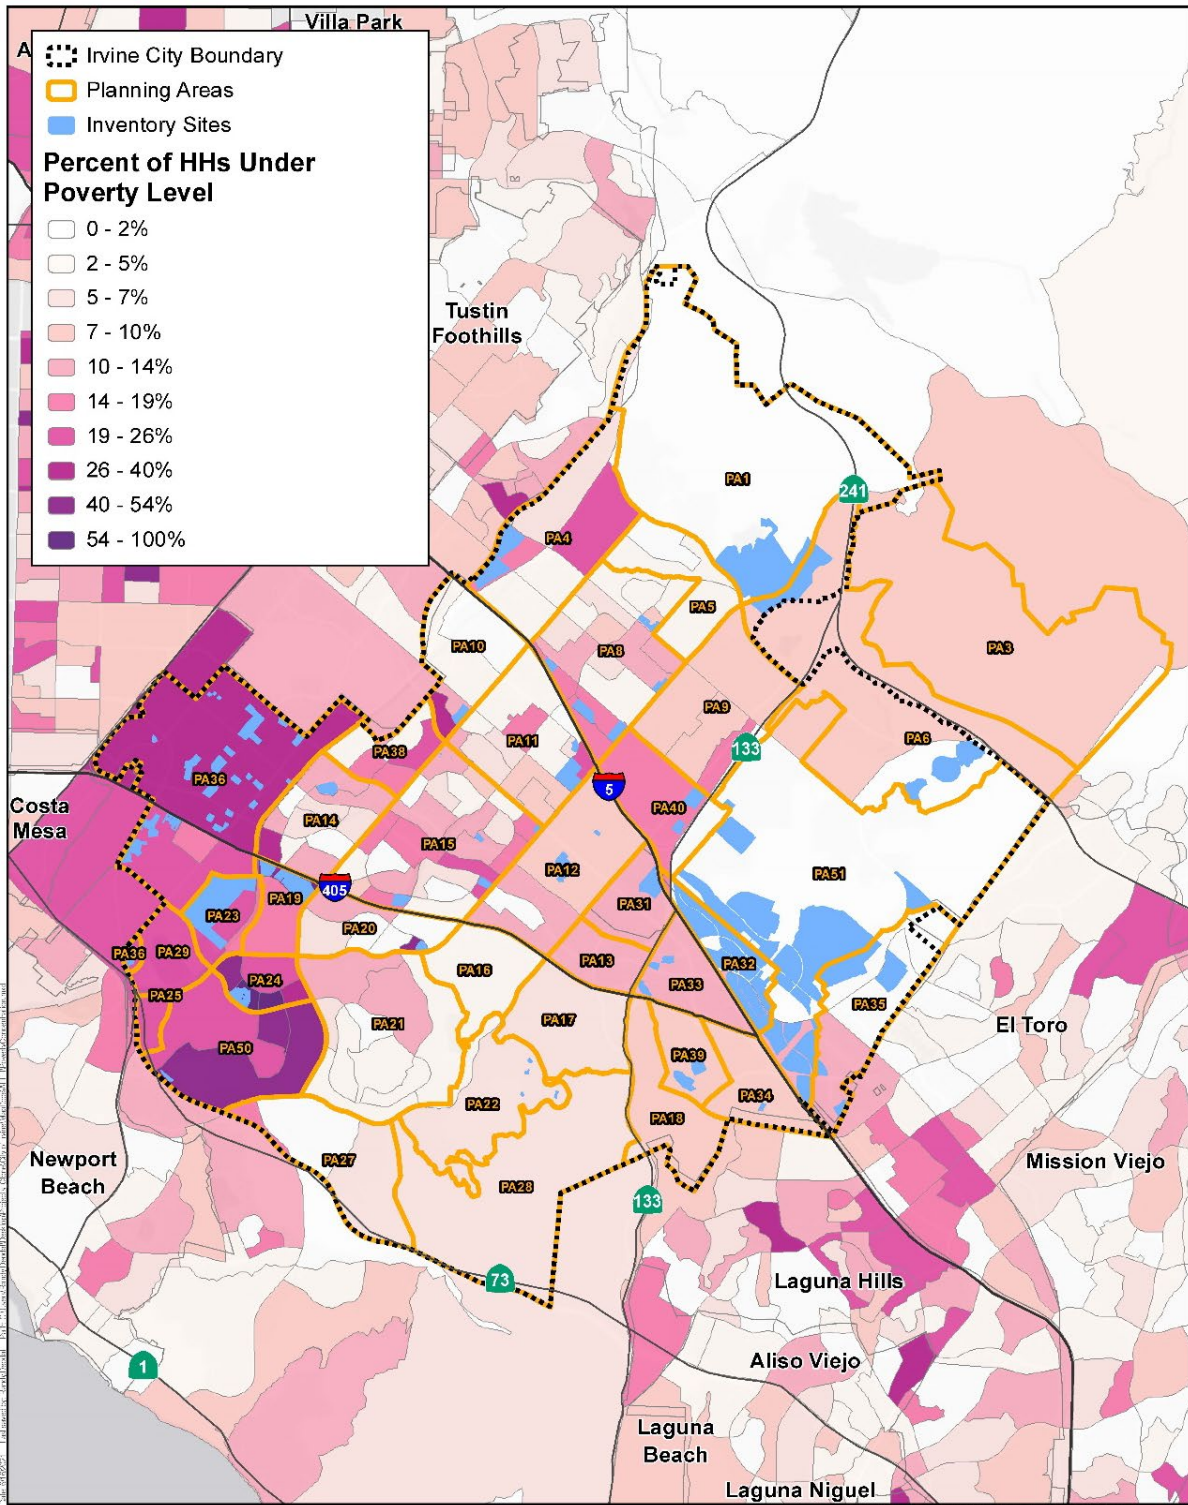 Villa Park
A
Irvine City Boundary
Planning Areas
Inventory Sites
Percent of HHs Under
Poverty Level
0 - 2%
2 - 5%
5 - 7%
7 - 10%
10 - 14%
14 - 19%
19 - 26%
26 - 40%
40 - 54%
54 - 100%
Tustin
Foothills
PA1
241
PA4
PA5
PA10
PA8
PA3
PA9
PA38
PA11
133
PA6
PA36
5
Costa
Mesa
PA40
PA14
PA15
PA12
PA51
405
PA19
PA23
PA31
PA20
PA36
PA29
PA13
PA32
PA16
PA24
PA33
PA25
PA35
PA21
PA17
El Toro
PA50
PA39
PA34
PA22
PA18
Newport
Beach
PA27
Mission Viejo
PA28
133
73
Laguna Hills
1
Aliso Viejo
Laguna
Beach
Laguna Niguel